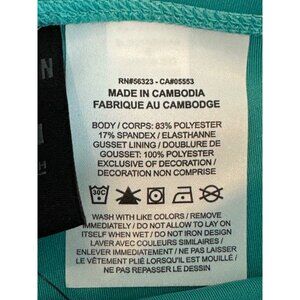 RN#56323 - CA#05553
MADE IN CAMBODIA
FABRIQUE AU CAMBODGE
BODY / CORPS: 83% POLYESTER
17% SPANDEX / ELASTHANNE
GUSSET LINING / DOUBLURE DE
GOUSSET: 100% POLYESTER
EXCLUSIVE OF DECORATION /
DECORATION NON COMPRISE
30C
WASH WITH LIKE COLORS / REMOVE
IMMEDIATELY / DO NOT ALLOW TO LAY ON
ITSELF WHEN WET / DO NOT IRON DESIGN
LAVER AVEC COULEURS SIMILAIRES /
ENLEVER IMMEDIATEMENT / NE PAS LAISSER
LE VÊTEMENT PLIÉ LORSQU'IL EST MOUILLÉ /
NE PAS REPASSER LE DESSIN